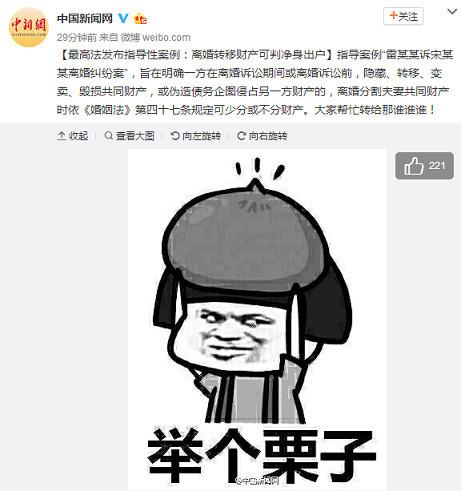 中国新闻网
中新網
+关注
29分钟前 来自 微博 weibo.com
【最高法发布指导性案例：离婚转移财产可判净身出户】指导案例“雷某某诉宋某
某离婚纠纷案”，旨在明确一方在离婚诉讼期间或离婚诉讼前，隐藏、转移、变
卖、毁损共同财产，或伪造债务企图侵占另一方财产的，离婚分割夫妻共同财产
时依《婚姻法》第四十七条规定可少分或不分财产。大家帮忙转给那谁谁谁！
收起 查看大图 向左旋转 向右旋转
221
举个栗子
@中国新闻网